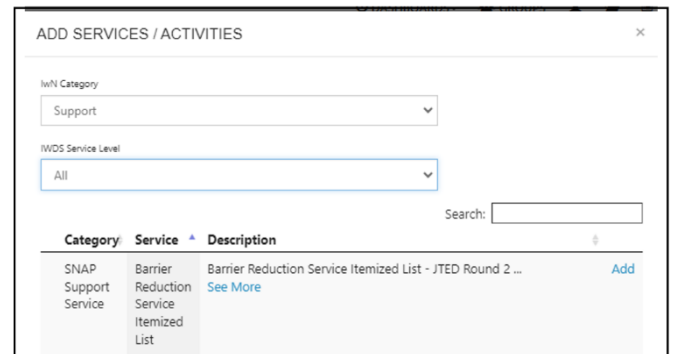 ADD SERVICES / ACTIVITIES ×
IwN Category
Support
IWDS Service Level
All
Search:
Category Service Description
SNAP Barrier Barrier Reduction Service Itemized List - JTED Round 2 ... Add
Support Reduction See More
Service Service
Itemized
List